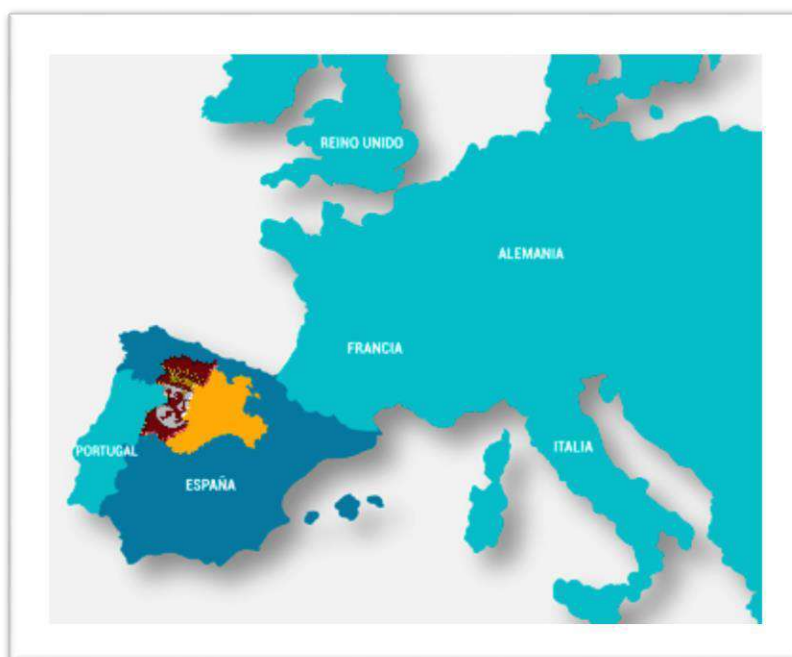 REINO UNIDO
ALEMANIA
FRANCIA
ITALIA
PORTUGAL
ESPAÑA